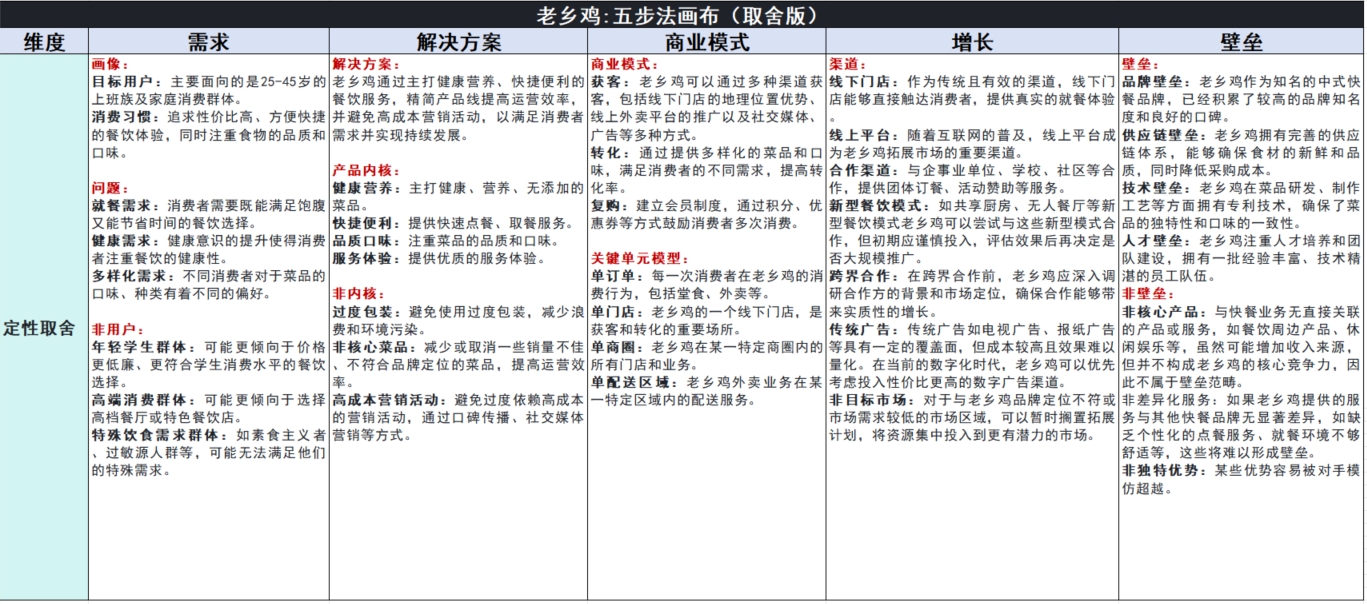 老乡鸡:五步法画布（取舍版）
维度
需求
解决方案
商业模式
增长
壁垒
定性取舍
画像：
目标用户：主要面向的是25-45岁的
上班族及家庭消费群体。
消费习惯：追求性价比高、方便快捷
的餐饮体验，同时注重食物的品质和
口味。
问题：
就餐需求：消费者需要既能满足饱腹
又能节省时间的餐饮选择。
健康需求：健康意识的提升使得消费
者注重餐饮的健康性。
多样化需求：不同消费者对于菜品的
口味、种类有着不同的偏好。
非用户：
年轻学生群体：可能更倾向于价格
更低廉、更符合学生消费水平的餐饮
选择。
高端消费群体：可能更倾向于选择
高档餐厅或特色餐饮店。
特殊饮食需求群体：如素食主义者
、过敏源人群等，可能无法满足他们
的特殊需求。
解决方案：
老乡鸡通过主打健康营养、快捷便利的
餐饮服务，精简产品线提高运营效率，
并避免高成本营销活动，以满足消费者
需求并实现持续发展。
产品内核：
健康营养：主打健康、营养、无添加的
菜品。
快捷便利：提供快速点餐、取餐服务。
品质口味：注重菜品的品质和口味。
服务体验：提供优质的服务体验。
非内核：
过度包装：避免使用过度包装，减少浪
费和环境污染。
非核心菜品：减少或取消一些销量不佳
、不符合品牌定位的菜品，提高运营效
率。
高成本营销活动：避免过度依赖高成本
的营销活动，通过口碑传播、社交媒体
营销等方式。
商业模式：
获客：老乡鸡可以通过多种渠道获
客，包括线下门店的地理位置优势、
线上外卖平台的推广以及社交媒体、
广告等多种方式。
转化：通过提供多样化的菜品和口
味，满足消费者的不同需求，提高转
化率。
复购：建立会员制度，通过积分、优
惠券等方式鼓励消费者多次消费。
关键单元模型：
单订单：每一次消费者在老乡鸡的消
费行为，包括堂食、外卖等。
单门店：老乡鸡的一个线下门店，是
获客和转化的重要场所。
单商圈：老乡鸡在某一特定商圈内的
所有门店和业务。
单配送区域：老乡鸡外卖业务在某
一特定区域内的配送服务。
渠道：
线下门店：作为传统且有效的渠道，线下门
店能够直接触达消费者，提供真实的就餐体验
。
线上平台：随着互联网的普及，线上平台成
为老乡鸡拓展市场的重要渠道。
合作渠道：与企事业单位、学校、社区等合
作，提供团体订餐、活动赞助等服务。
新型餐饮模式：如共享厨房、无人餐厅等新
型餐饮模式老乡鸡可以尝试与这些新型模式合
作，但初期应谨慎投入，评估效果后再决定是
否大规模推广。
跨界合作：在跨界合作前，老乡鸡应深入调
研合作方的背景和市场定位，确保合作能够带
来实质性的增长。
传统广告：传统广告如电视广告、报纸广告
等具有一定的覆盖面，但成本较高且效果难以
量化。在当前的数字化时代，老乡鸡可以优先
考虑投入性价比更高的数字广告渠道。
非目标市场：对于与老乡鸡品牌定位不符或
市场需求较低的市场区域，可以暂时搁置拓展
计划，将资源集中投入到更有潜力的市场。
壁垒：
品牌壁垒：老乡鸡作为知名的中式快
餐品牌，已经积累了较高的品牌知名
度和良好的口碑。
供应链壁垒：老乡鸡拥有完善的供应
链体系，能够确保食材的新鲜和品
质，同时降低采购成本。
技术壁垒：老乡鸡在菜品研发、制作
工艺等方面拥有专利技术，确保了菜
品的独特性和口味的一致性。
人才壁垒：老乡鸡注重人才培养和团
队建设，拥有一批经验丰富、技术精
湛的员工队伍。
非壁垒：
非核心产品：与快餐业务无直接关联
的产品或服务，如餐饮周边产品、休
闲娱乐等，虽然可能增加收入来源，
但并不构成老乡鸡的核心竞争力，因
此不属于壁垒范畴。
非差异化服务：如果老乡鸡提供的服
务与其他快餐品牌无显著差异，如缺
乏个性化的点餐服务、就餐环境不够
舒适等，这些将难以形成壁垒。
非独特优势：某些优势容易被对手模
仿超越。